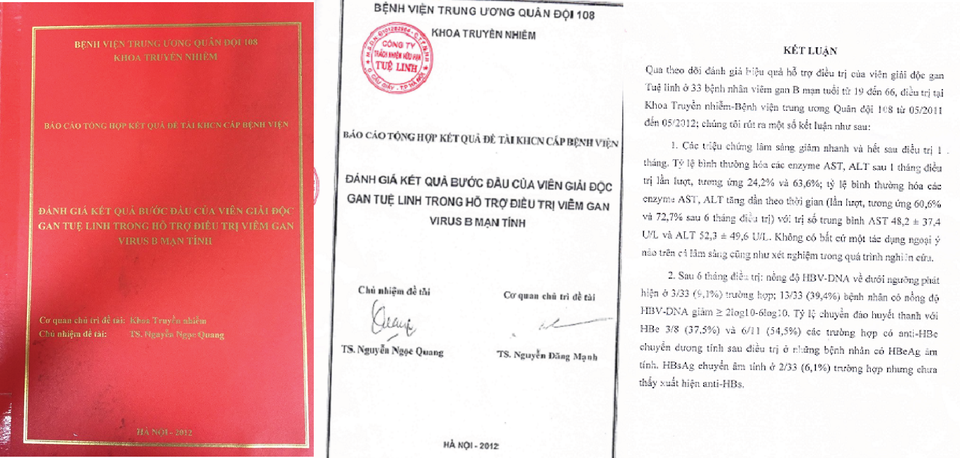 BỆNH VIỆN TRUNG ƯƠNG QUÂN ĐỘI 108
KHOA TRUYỀN NHIỄM
BÁO CÁO TỔNG HỢP KẾT QUẢ ĐỀ TÀI KHCN CẤP BỆNH VIỆN
ĐÁNH GIÁ KẾT QUẢ BƯỚC ĐẦU CỦA VIÊN GIẢI ĐỘC
GAN TUỆ LINH TRONG HỖ TRỢ ĐIỀU TRỊ VIÊM GAN
VIRUS B MẠN TÍNH
Cơ quan chủ trì đề tài: Khoa Truyền nhiễm
Chủ nhiệm đề tài: TS. Nguyễn Ngọc Quang
HÀ NỘI - 2012
BỆNH VIỆN TRUNG ƯƠNG QUÂN ĐỘI 108
KHOA TRUYỀN NHIỄM
CÔNG TY
TRÁCH NHIỆM HỮU HẠN
TUỆ LINH
Q. CẦU GIẤY - TP HÀ NỘI
BÁO CÁO TỔNG HỢP KẾT QUẢ ĐỀ TÀI KHCN CẤP BỆNH VIỆN
ĐÁNH GIÁ KẾT QUẢ BƯỚC ĐẦU CỦA VIÊN GIẢI ĐỘC
GAN TUỆ LINH TRONG HỖ TRỢ ĐIỀU TRỊ VIÊM GAN
VIRUS B MẠN TÍNH
Chủ nhiệm đề tài
Cơ quan chủ trì đề tài
Quang
TS. Nguyễn Ngọc Quang
TS. Nguyễn Đăng Mạnh
HÀ NỘI - 2012
KẾT LUẬN
Qua theo dõi đánh giá hiệu quả hỗ trợ điều trị của viên giải độc gan
Tuệ linh ở 33 bệnh nhân viêm gan B mạn tuổi từ 19 đến 66, điều trị tại
Khoa Truyền nhiễm-Bệnh viện trung ương Quân đội 108 từ 05/2011
đến 05/2012; chúng tôi rút ra một số kết luận như sau:
1. Các triệu chứng lâm sàng giảm nhanh và hết sau điều trị 1
tháng. Tỷ lệ bình thường hóa các enzyme AST, ALT sau 1 tháng điều
trị lần lượt, tương ứng 24,2% và 63,6%; tỷ lệ bình thường hóa các
enzyme AST, ALT tăng dần theo thời gian (lần lượt, tương ứng 60,6%
và 72,7% sau 6 tháng điều trị) với trị số trung bình AST 48,2 ± 37,4
U/L và ALT 52,3 ± 49,6 U/L. Không có bất cứ một tác dụng ngoại ý
nào trên cả lâm sàng cũng như xét nghiệm trong quá trình nghiên cứu.
2. Sau 6 tháng điều trị: nồng độ HBV-DNA về dưới ngưỡng phát
hiện ở 3/33 (9,1%) trường hợp; 13/33 (39,4%) bệnh nhân có nồng độ
HBV-DNA giảm ≥ 2log10-6log10. Tỷ lệ chuyển đảo huyết thanh với
HBe 3/8 (37,5%) và 6/11 (54,5%) các trường hợp có anti-HBe
chuyển dương tính sau điều trị ở những bệnh nhân có HBeAg âm
tính. HBsAg chuyển âm tính ở 2/33 (6,1%) trường hợp nhưng chưa
thấy xuất hiện anti-HBs.